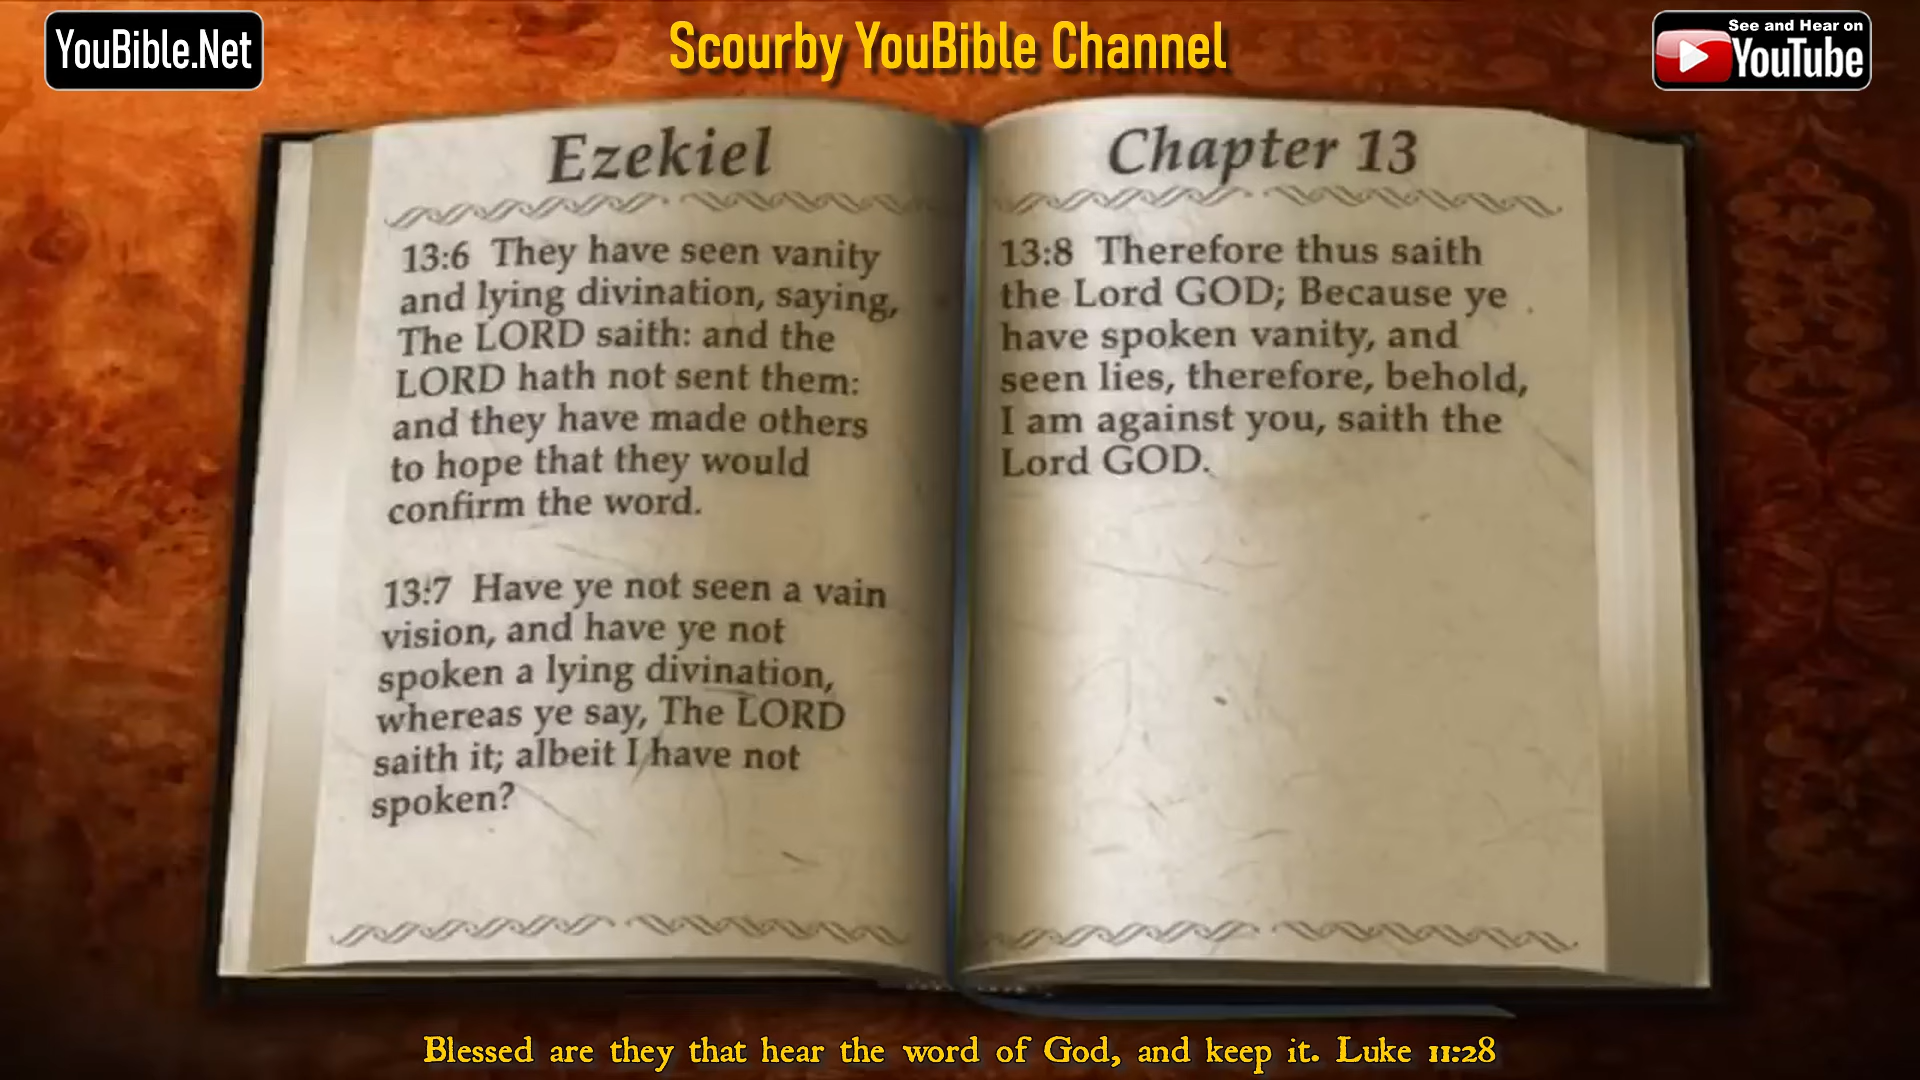 YouBible.Net
Scourby YouBible Channel
See and Hear on
YouTube
Ezekiel
13:6 They have seen vanity
and lying divination, saying,
The LORD saith: and the
LORD hath not sent them:
and they have made others
to hope that they would
confirm the word.
13:7 Have ye not seen a vain
vision, and have ye not
spoken a lying divination,
whereas ye say, The LORD
saith it; albeit I have not
spoken?
Chapter 13
13:8 Therefore thus saith
the Lord GOD; Because ye
have spoken vanity, and
seen lies, therefore, behold,
I am against you, saith the
Lord GOD.
Blessed are they that hear the word of God, and keep it. Luke 11:28